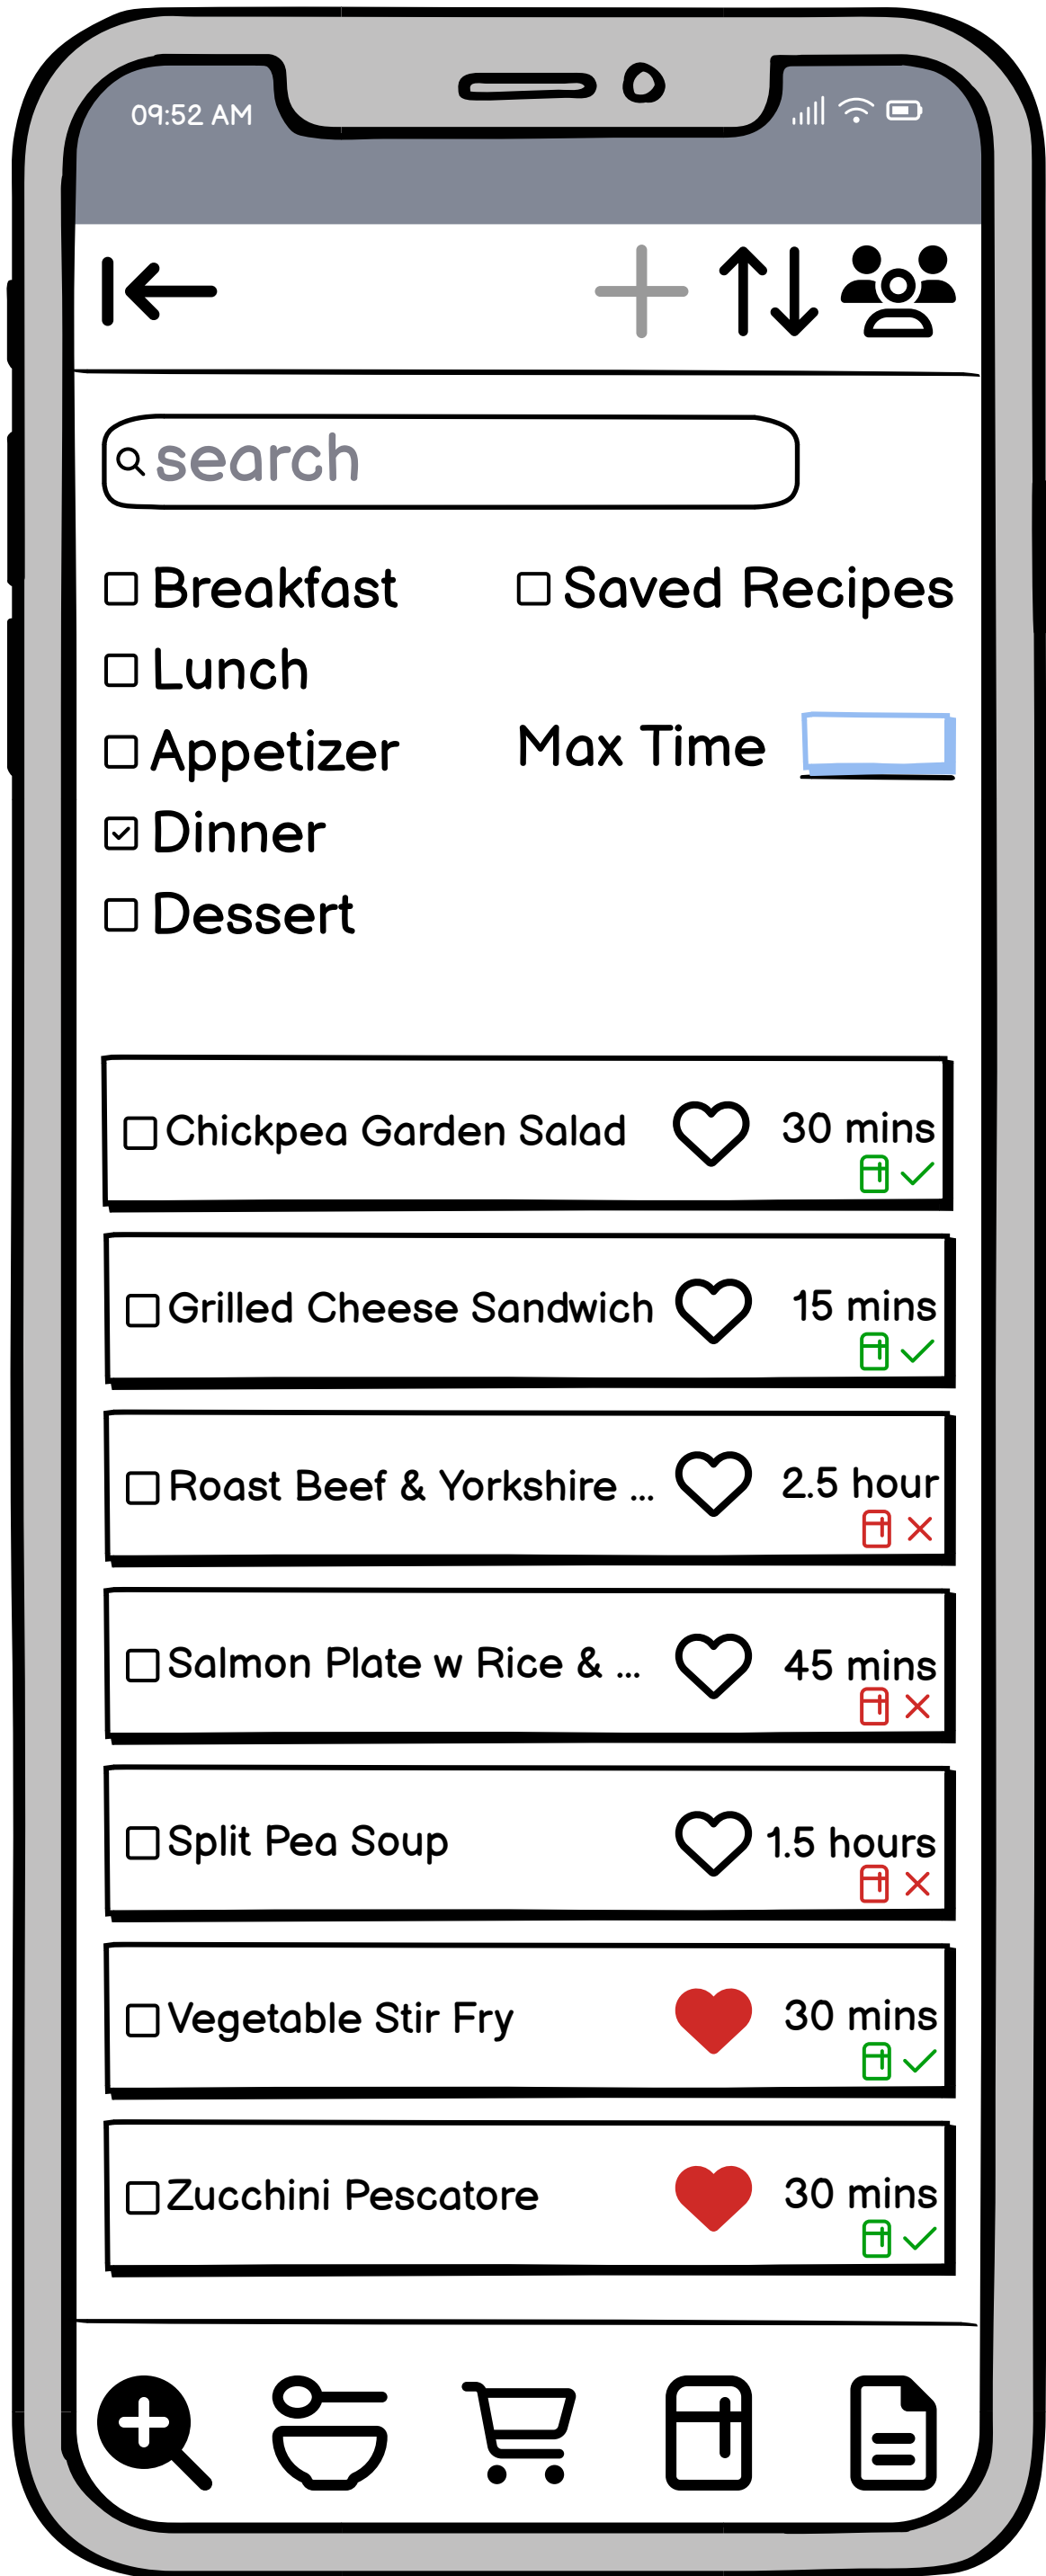 09:52 AM
search
Breakfast
Saved Recipes
Lunch
Max Time
Appetizer
Dinner
Dessert
Chickpea Garden Salad
30 mins
Grilled Cheese Sandwich
15 mins
Roast Beef & Yorkshire ...
2.5 hour
Salmon Plate w Rice & ...
45 mins
Split Pea Soup
1.5 hours
Vegetable Stir Fry
30 mins
Zucchini Pescatore
30 mins